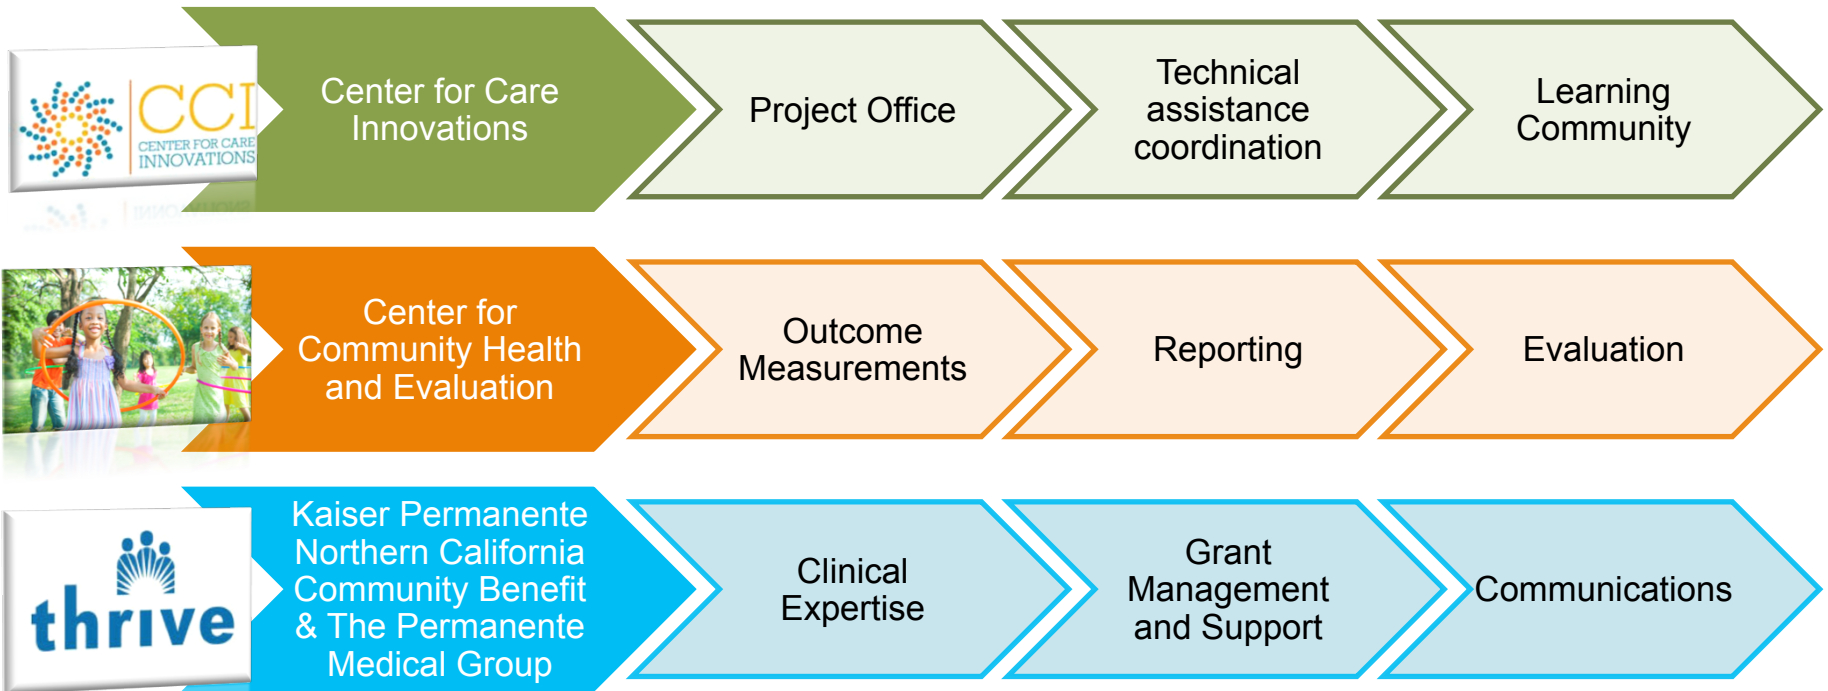 CCI
CENTER FOR CARE
INNOVATIONS
Center for Care
Innovations
Project Office
Technical
assistance
coordination
Learning
Community
Center for
Community Health
and Evaluation
Outcome
Measurements
Reporting
Evaluation
thrive
Kaiser Permanente
Northern California
Community Benefit
& The Permanente
Medical Group
Clinical
Expertise
Grant
Management
and Support
Communications